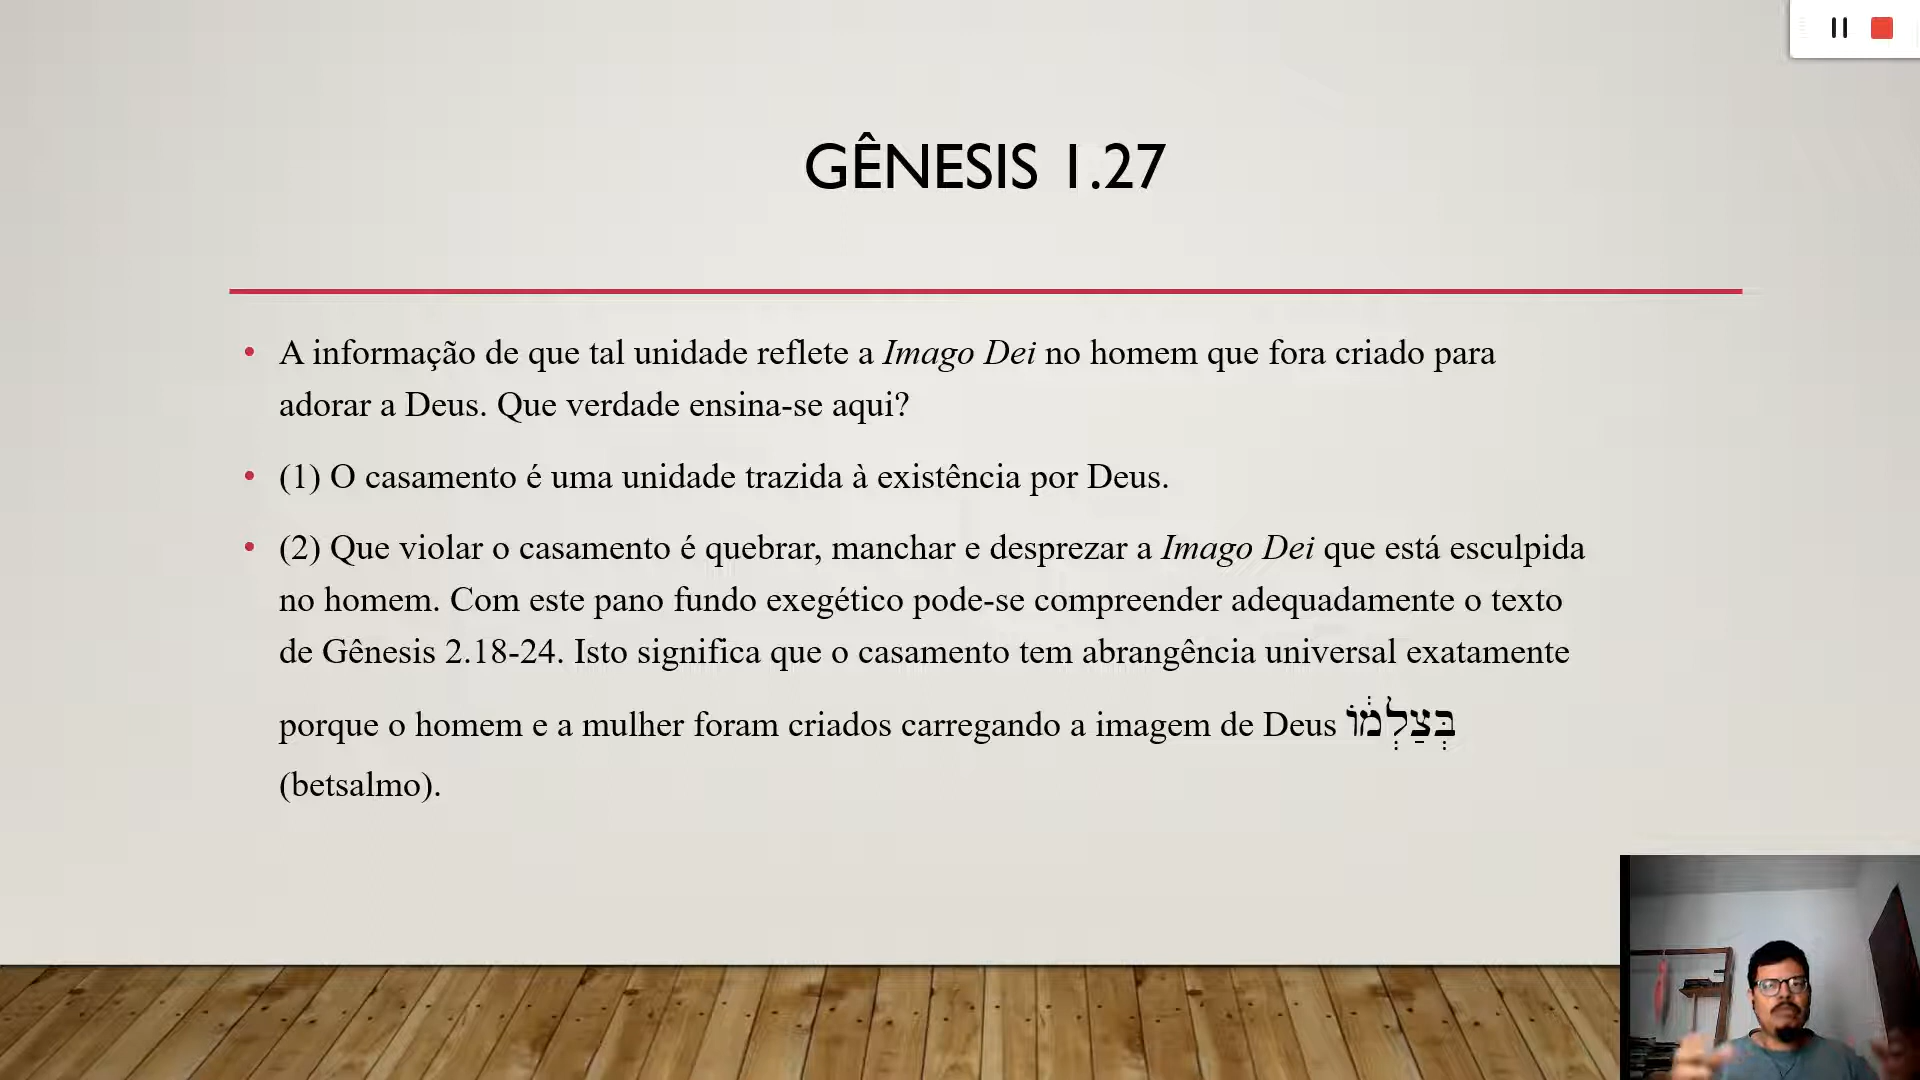 GÊNESIS 1.27
• A informação de que tal unidade reflete a Imago Dei no homem que fora criado para
adorar a Deus. Que verdade ensina-se aqui?
• (1) O casamento é uma unidade trazida à existência por Deus.
• (2) Que violar o casamento é quebrar, manchar e desprezar a Imago Dei que está esculpida
no homem. Com este pano fundo exegético pode-se compreender adequadamente o texto
de Gênesis 2.18-24. Isto significa que o casamento tem abrangência universal exatamente
porque o homem e a mulher foram criados carregando a imagem de Deus בְּצַלְמ֔וֹ
(betsalmo).